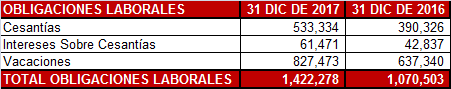 OBLIGACIONES LABORALES 31 DIC DE 2017 31 DIC DE 2016
Cesantías 533,334 390,326
Intereses Sobre Cesantías 61,471 42,837
Vacaciones 827,473 637,340
TOTAL OBLIGACIONES LABORALES 1,422,278 1,070,503